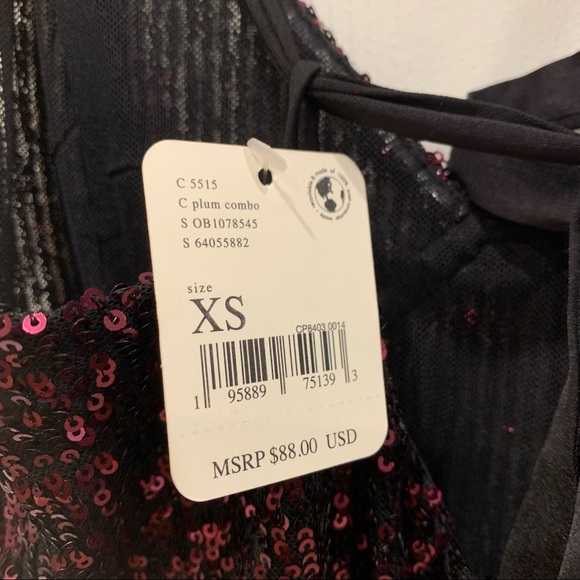 C 5515
C plum combo
S OB1078545
S 64055882
size
XS
CP8403 0014
1 95889 75139 3
MSRP $88.00 USD